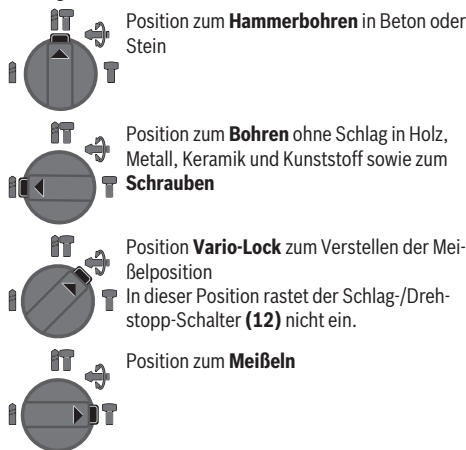 Position zum Hammerbohren in Beton oder
Stein
Position zum Bohren ohne Schlag in Holz,
Metall, Keramik und Kunststoff sowie zum
Schrauben
Position Vario-Lock zum Verstellen der Mei-
ßelposition
In dieser Position rastet der Schlag-/Dreh-
stopp-Schalter (12) nicht ein.
Position zum Meißeln